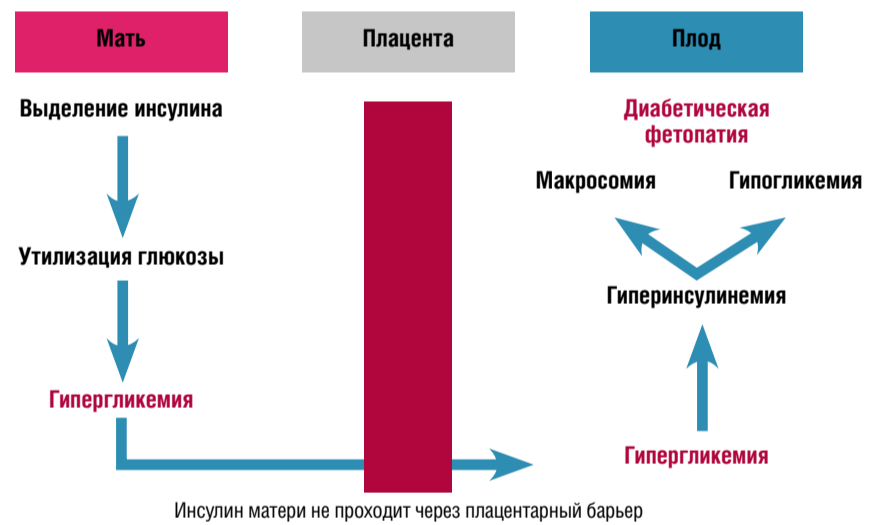 Мать
Плацента
Плод
Выделение инсулина
Утилизация глюкозы
Гипергликемия
Диабетическая
фетопатия
Макросомия
Гипогликемия
Гиперинсулинемия
Гипергликемия
Инсулин матери не проходит через плацентарный барьер